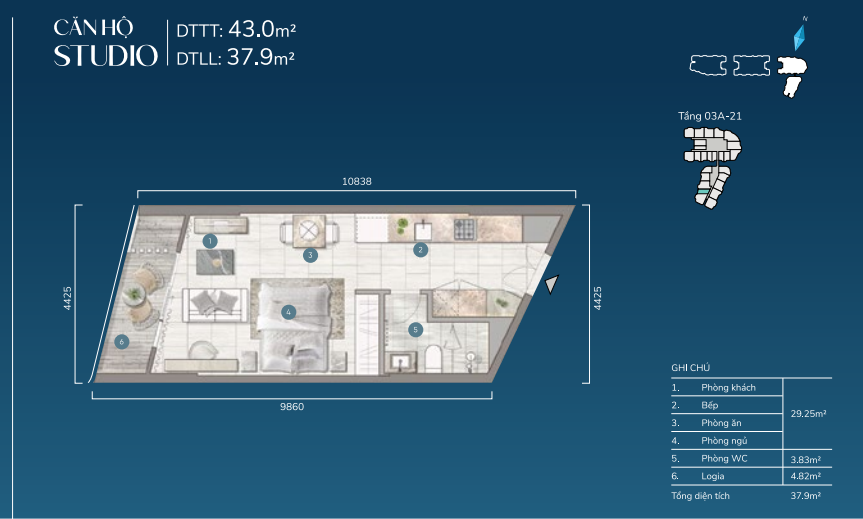 CĂN HỘ
STUDIO
DTTT: 43.0m²
DTLL: 37.9m²
N
Tầng 03A-21
10838
4425
4425
1
2
3
4
5
6
9860
GHI CHÚ
1. Phòng khách
2. Bếp
3. Phòng ăn
4. Phòng ngủ
29.25m²
5. Phòng WC 3.83m²
6. Logia 4.82m²
Tổng diện tích 37.9m²